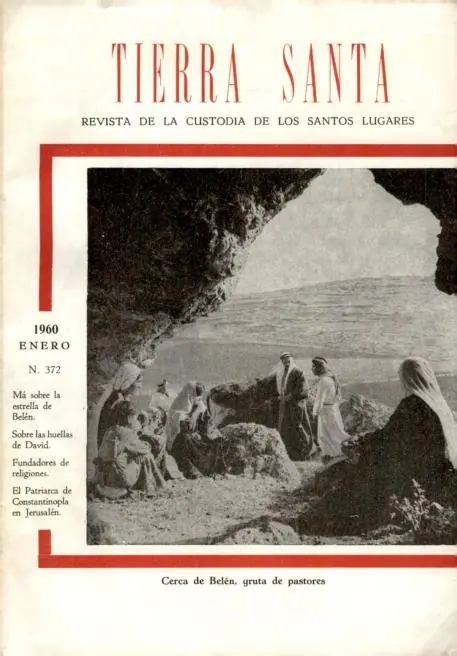 TIERRA SANTA
REVISTA DE LA CUSTODIA DE LOS SANTOS LUGARES
1960
ENERO
N. 372
Má sobre la
estrella de
Belén.
Sobre las huellas
de David.
Fundadores de
religiones.
El Patriarca de
Constantinopla
en Jerusalén.
Cerca de Belén, gruta de pastores